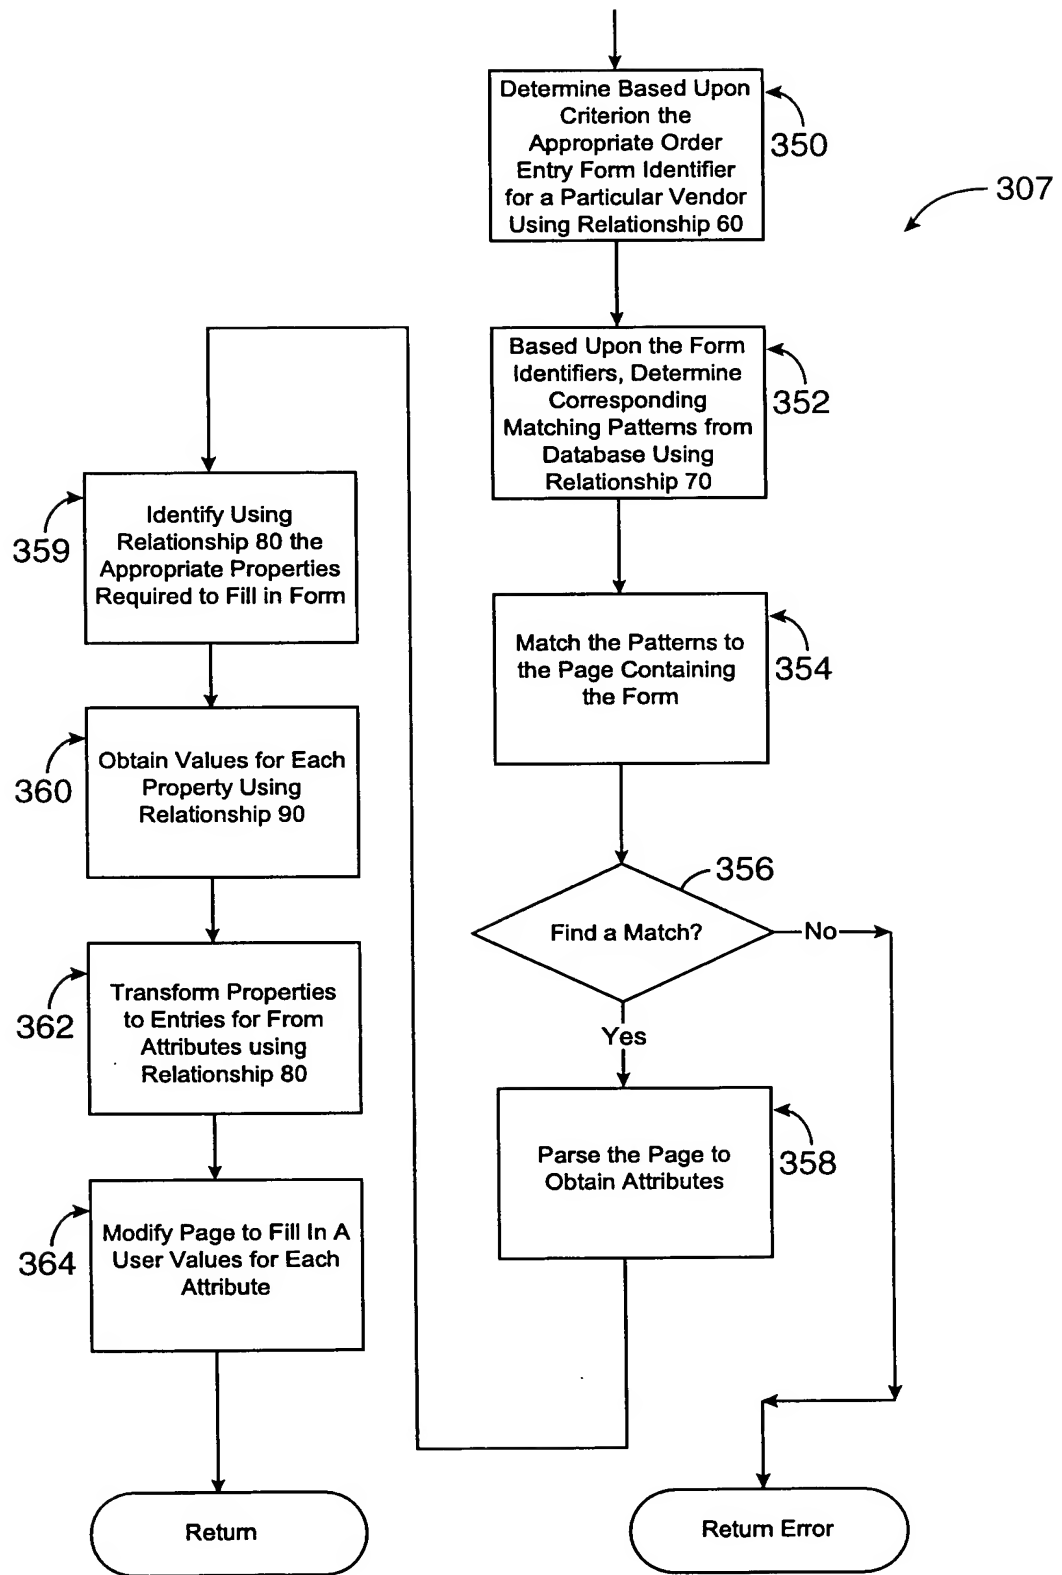 Determine Based Upon
Criterion the
Appropriate Order
Entry Form Identifier
for a Particular Vendor
Using Relationship 60
350
307
Based Upon the Form
Identifiers, Determine
Corresponding
Matching Patterns from
Database Using
Relationship 70
352
Match the Patterns to
the Page Containing
the Form
354
Find a Match?
356
No
Yes
Parse the Page to
Obtain Attributes
358
Return Error
Identify Using
Relationship 80 the
Appropriate Properties
Required to Fill in Form
359
Obtain Values for Each
Property Using
Relationship 90
360
Transform Properties
to Entries for From
Attributes using
Relationship 80
362
Modify Page to Fill In A
User Values for Each
Attribute
364
Return